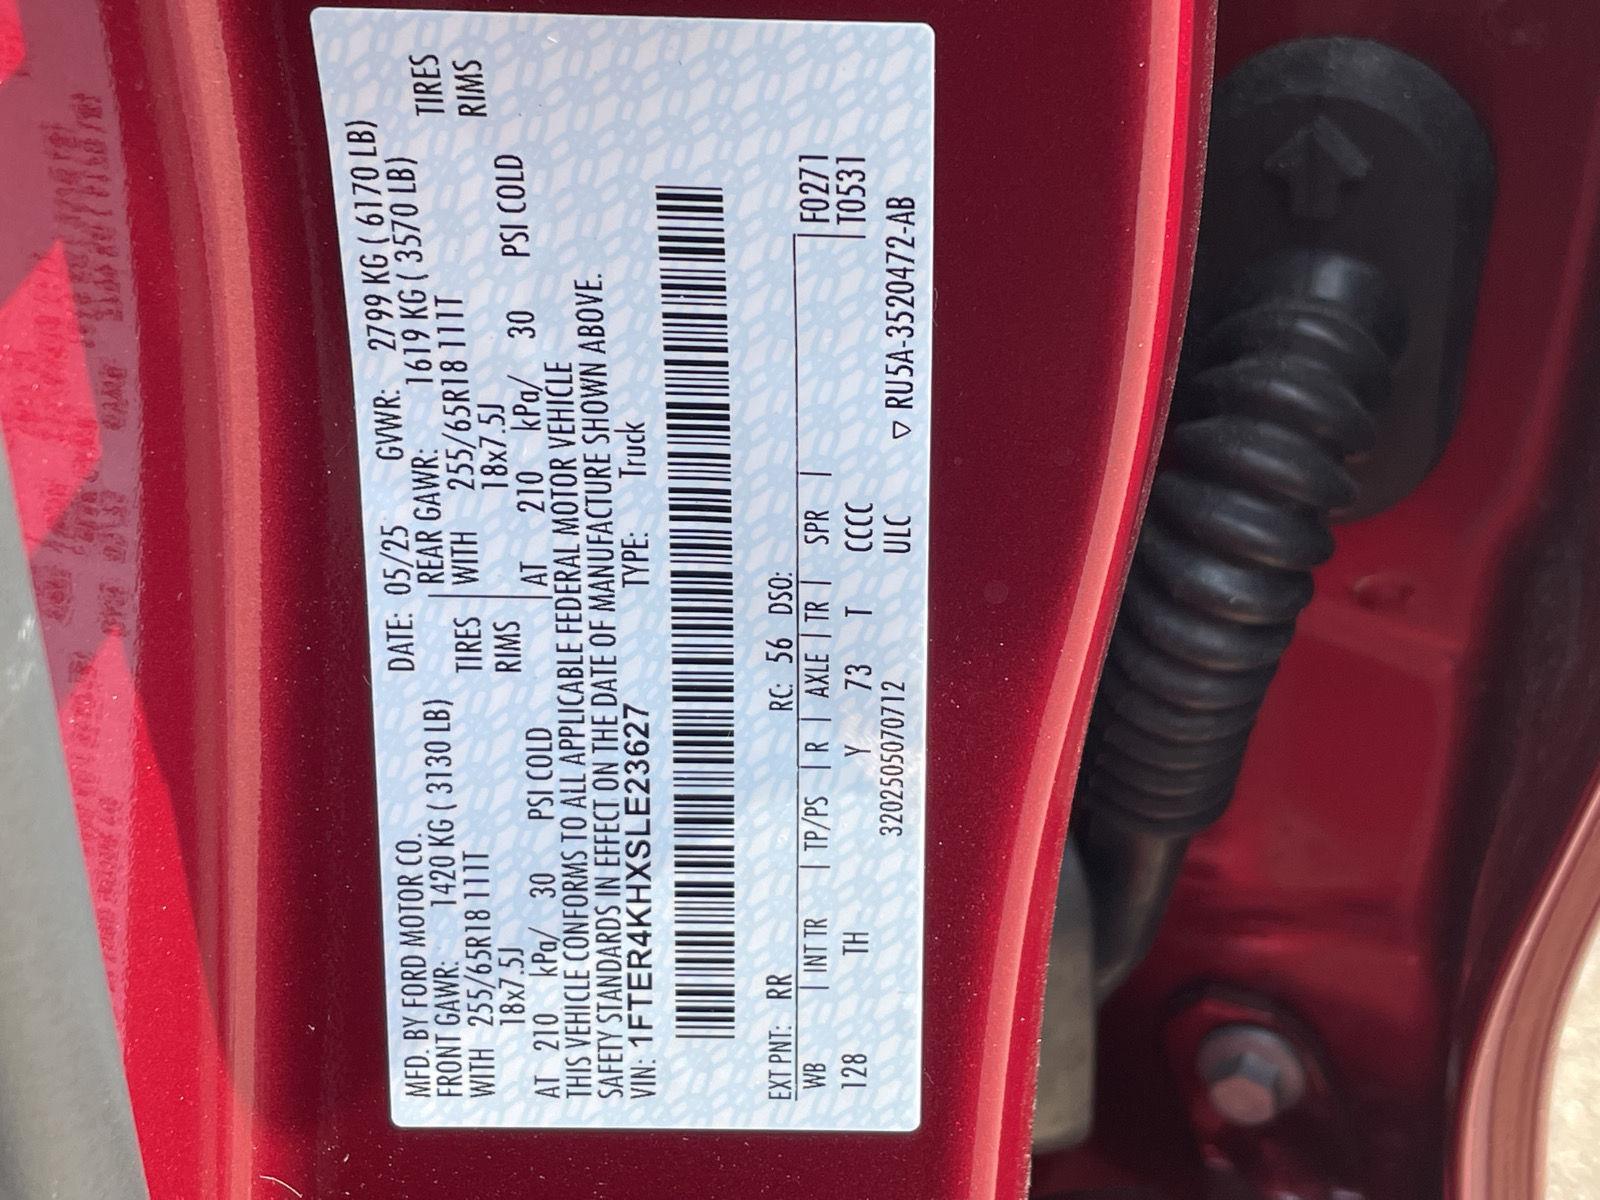 MFD. BY FORD MOTOR CO.
DATE: 05/25 GVWR: 2799 KG ( 6170 LB)
FRONT GAWR: 1420 KG ( 3130 LB)
REAR GAWR: 1619 KG ( 3570 LB)
WITH 255/65R18 111T TIRES
WITH 255/65R18 111T TIRES
18x7.5J RIMS
18x7.5J RIMS
AT 210 kPa/ 30 PSI COLD
AT 210 kPa/ 30 PSI COLD
THIS VEHICLE CONFORMS TO ALL APPLICABLE FEDERAL MOTOR VEHICLE
SAFETY STANDARDS IN EFFECT ON THE DATE OF MANUFACTURE SHOWN ABOVE.
VIN: 1FTER4KHXSLE23627 TYPE: Truck
EXT PNT: RR RC: 56 DSO:
WB | INT TR | TP/PS | R | AXLE | TR | SPR | | F0271
128 TH Y 73 T CCCC T0531
320250507​0712 ULC ▽ RU5A-3520472-AB